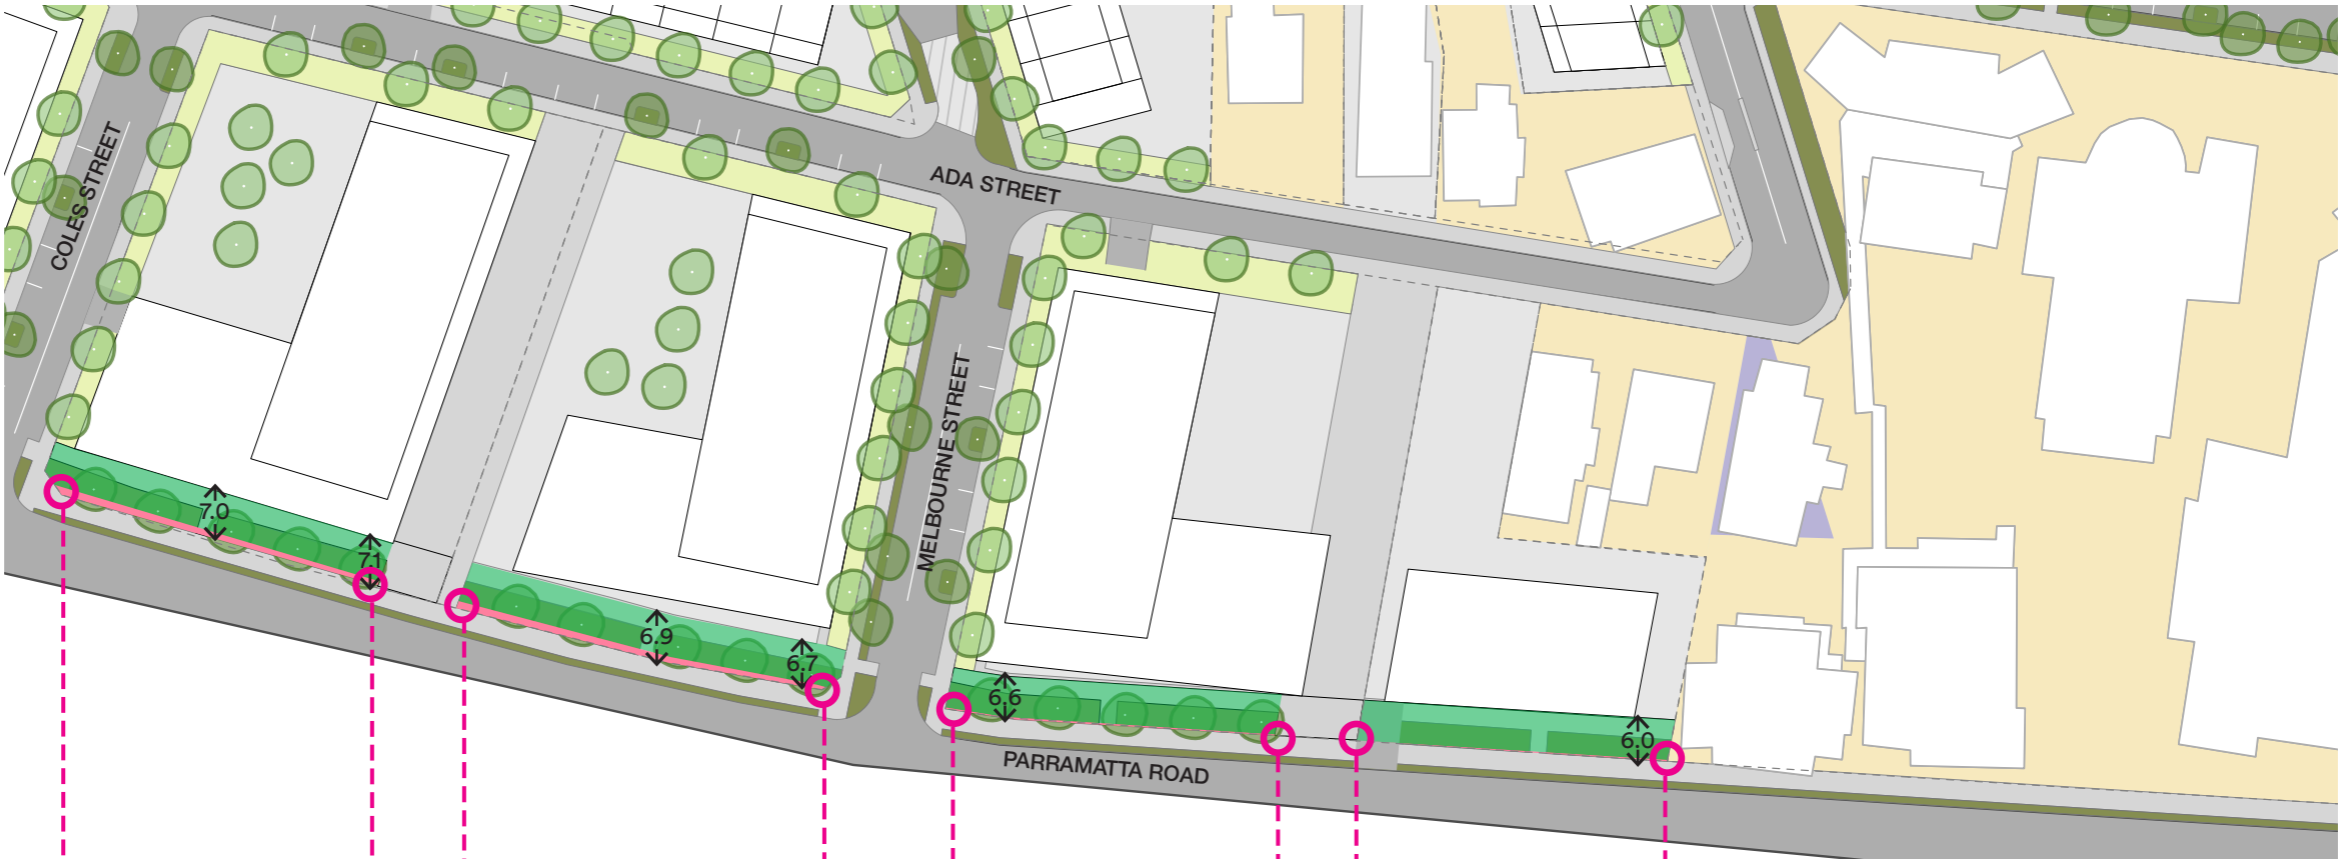 COLES STREET
ADA STREET
MELBOURNE STREET
7.0
7.1
6.9
6.7
6.6
6.0
PARRAMATTA ROAD